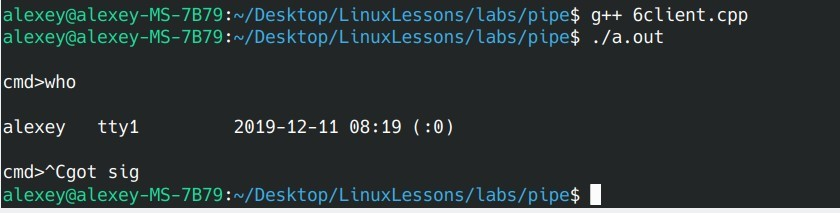 alexey@alexey-MS-7B79:~/Desktop/LinuxLessons/labs/pipe$ g++ 6client.cpp
alexey@alexey-MS-7B79:~/Desktop/LinuxLessons/labs/pipe$ ./a.out
cmd>who
alexey   tty1         2019-12-11 08:19 (:0)
cmd>^Cgot sig
alexey@alexey-MS-7B79:~/Desktop/LinuxLessons/labs/pipe$